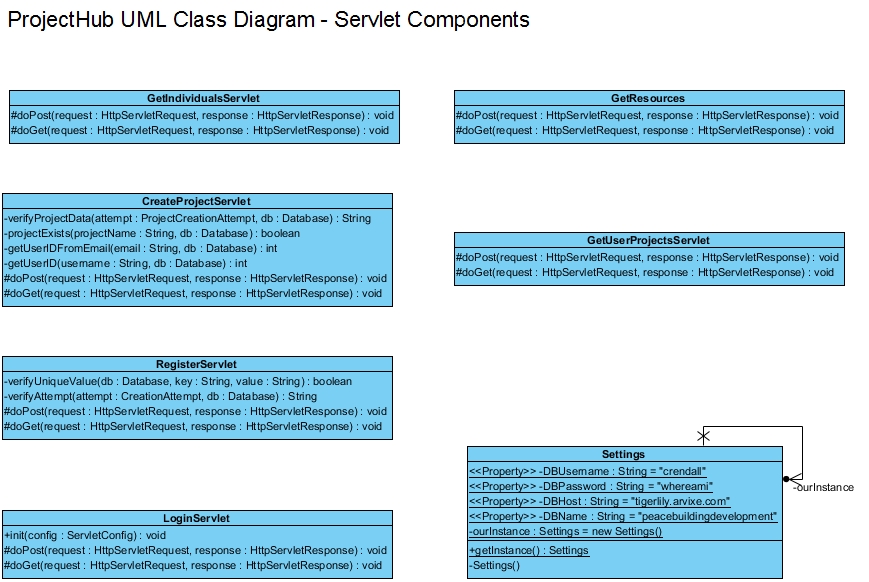 ProjectHub UML Class Diagram - Servlet Components
GetIndividualsServlet
#doPost(request : HttpServletRequest, response : HttpServletResponse) : void
#doGet(request : HttpServletRequest, response : HttpServletResponse) : void
GetResources
#doPost(request : HttpServletRequest, response : HttpServletResponse) : void
#doGet(request : HttpServletRequest, response : HttpServletResponse) : void
CreateProjectServlet
-verifyProjectData(attempt : ProjectCreationAttempt, db : Database) : String
-projectExists(projectName : String, db : Database) : boolean
-getUserIDFromEmail(email : String, db : Database) : int
-getUserID(username : String, db : Database) : int
#doPost(request : HttpServletRequest, response : HttpServletResponse) : void
#doGet(request : HttpServletRequest, response : HttpServletResponse) : void
GetUserProjectsServlet
#doPost(request : HttpServletRequest, response : HttpServletResponse) : void
#doGet(request : HttpServletRequest, response : HttpServletResponse) : void
RegisterServlet
-verifyUniqueValue(db : Database, key : String, value : String) : boolean
-verifyAttempt(attempt : CreationAttempt, db : Database) : String
#doPost(request : HttpServletRequest, response : HttpServletResponse) : void
#doGet(request : HttpServletRequest, response : HttpServletResponse) : void
Settings
<<Property>> -DBUsername : String = "crendall"
<<Property>> -DBPassword : String = "whereami"
<<Property>> -DBHost : String = "tigerlily.arvixe.com"
<<Property>> -DBName : String = "peacebuildingdevelopment"
-ourInstance : Settings = new Settings()
+getInstance() : Settings
-Settings()
-ourInstance
LoginServlet
+init(config : ServletConfig) : void
#doPost(request : HttpServletRequest, response : HttpServletResponse) : void
#doGet(request : HttpServletRequest, response : HttpServletResponse) : void